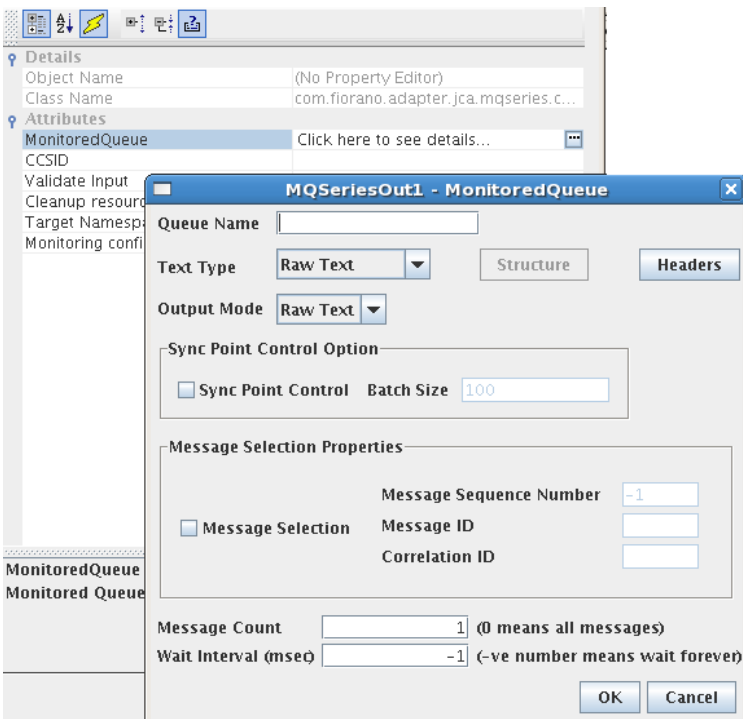 Details
Object Name (No Property Editor)
Class Name com.fiorano.adapter.jca.mqseries.c...
Attributes
MonitoredQueue Click here to see details...
CCSID
Validate Input
Cleanup resourc
Target Namesp
Monitoring confi
MQSeriesOut1 - MonitoredQueue
Queue Name
Text Type Raw Text Structure Headers
Output Mode Raw Text
Sync Point Control Option
Sync Point Control Batch Size 100
Message Selection Properties
Message Sequence Number -1
Message Selection Message ID
Correlation ID
MonitoredQueue
Monitored Queue
Message Count 1 (0 means all messages)
Wait Interval (msec) -1 (-ve number means wait forever)
OK Cancel